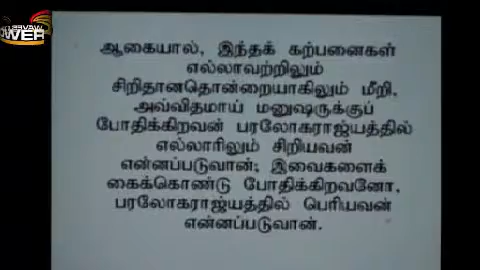 WER
ஆகையால், இந்தக் கற்பனைகள்
எல்லாவற்றிலும்
சிறிதானதொன்றையாகிலும் மீறி,
அவ்விதமாய் மனுஷருக்குப்
போதிக்கிறவன் பரலோகராஜ்யத்தில்
எல்லாரிலும் சிறியவன்
என்னப்படுவான்; இவைகளைக்
கைக்கொண்டு போதிக்கிறவனோ,
பரலோகராஜ்யத்தில் பெரியவன்
என்னப்படுவான்.